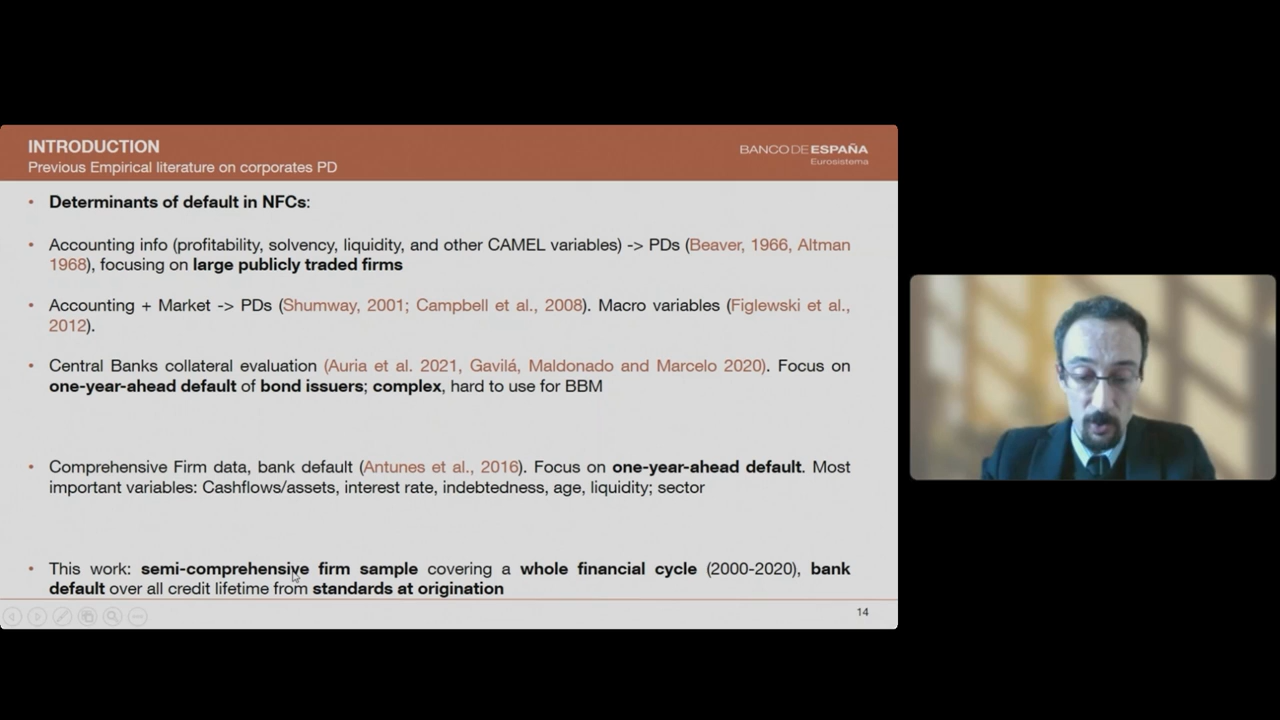 INTRODUCTION
Previous Empirical literature on corporates PD
BANCODEESPAÑA
Eurosistema
• Determinants of default in NFCs:
• Accounting info (profitability, solvency, liquidity, and other CAMEL variables) -> PDs (Beaver, 1966, Altman
1968), focusing on large publicly traded firms
• Accounting + Market -> PDs (Shumway, 2001; Campbell et al., 2008). Macro variables (Figlewski et al.,
2012).
• Central Banks collateral evaluation (Auria et al. 2021, Gavilá, Maldonado and Marcelo 2020). Focus on
one-year-ahead default of bond issuers; complex, hard to use for BBM
• Comprehensive Firm data, bank default (Antunes et al., 2016). Focus on one-year-ahead default. Most
important variables: Cashflows/assets, interest rate, indebtedness, age, liquidity; sector
• This work: semi-comprehensive firm sample covering a whole financial cycle (2000-2020), bank
default over all credit lifetime from standards at origination
14